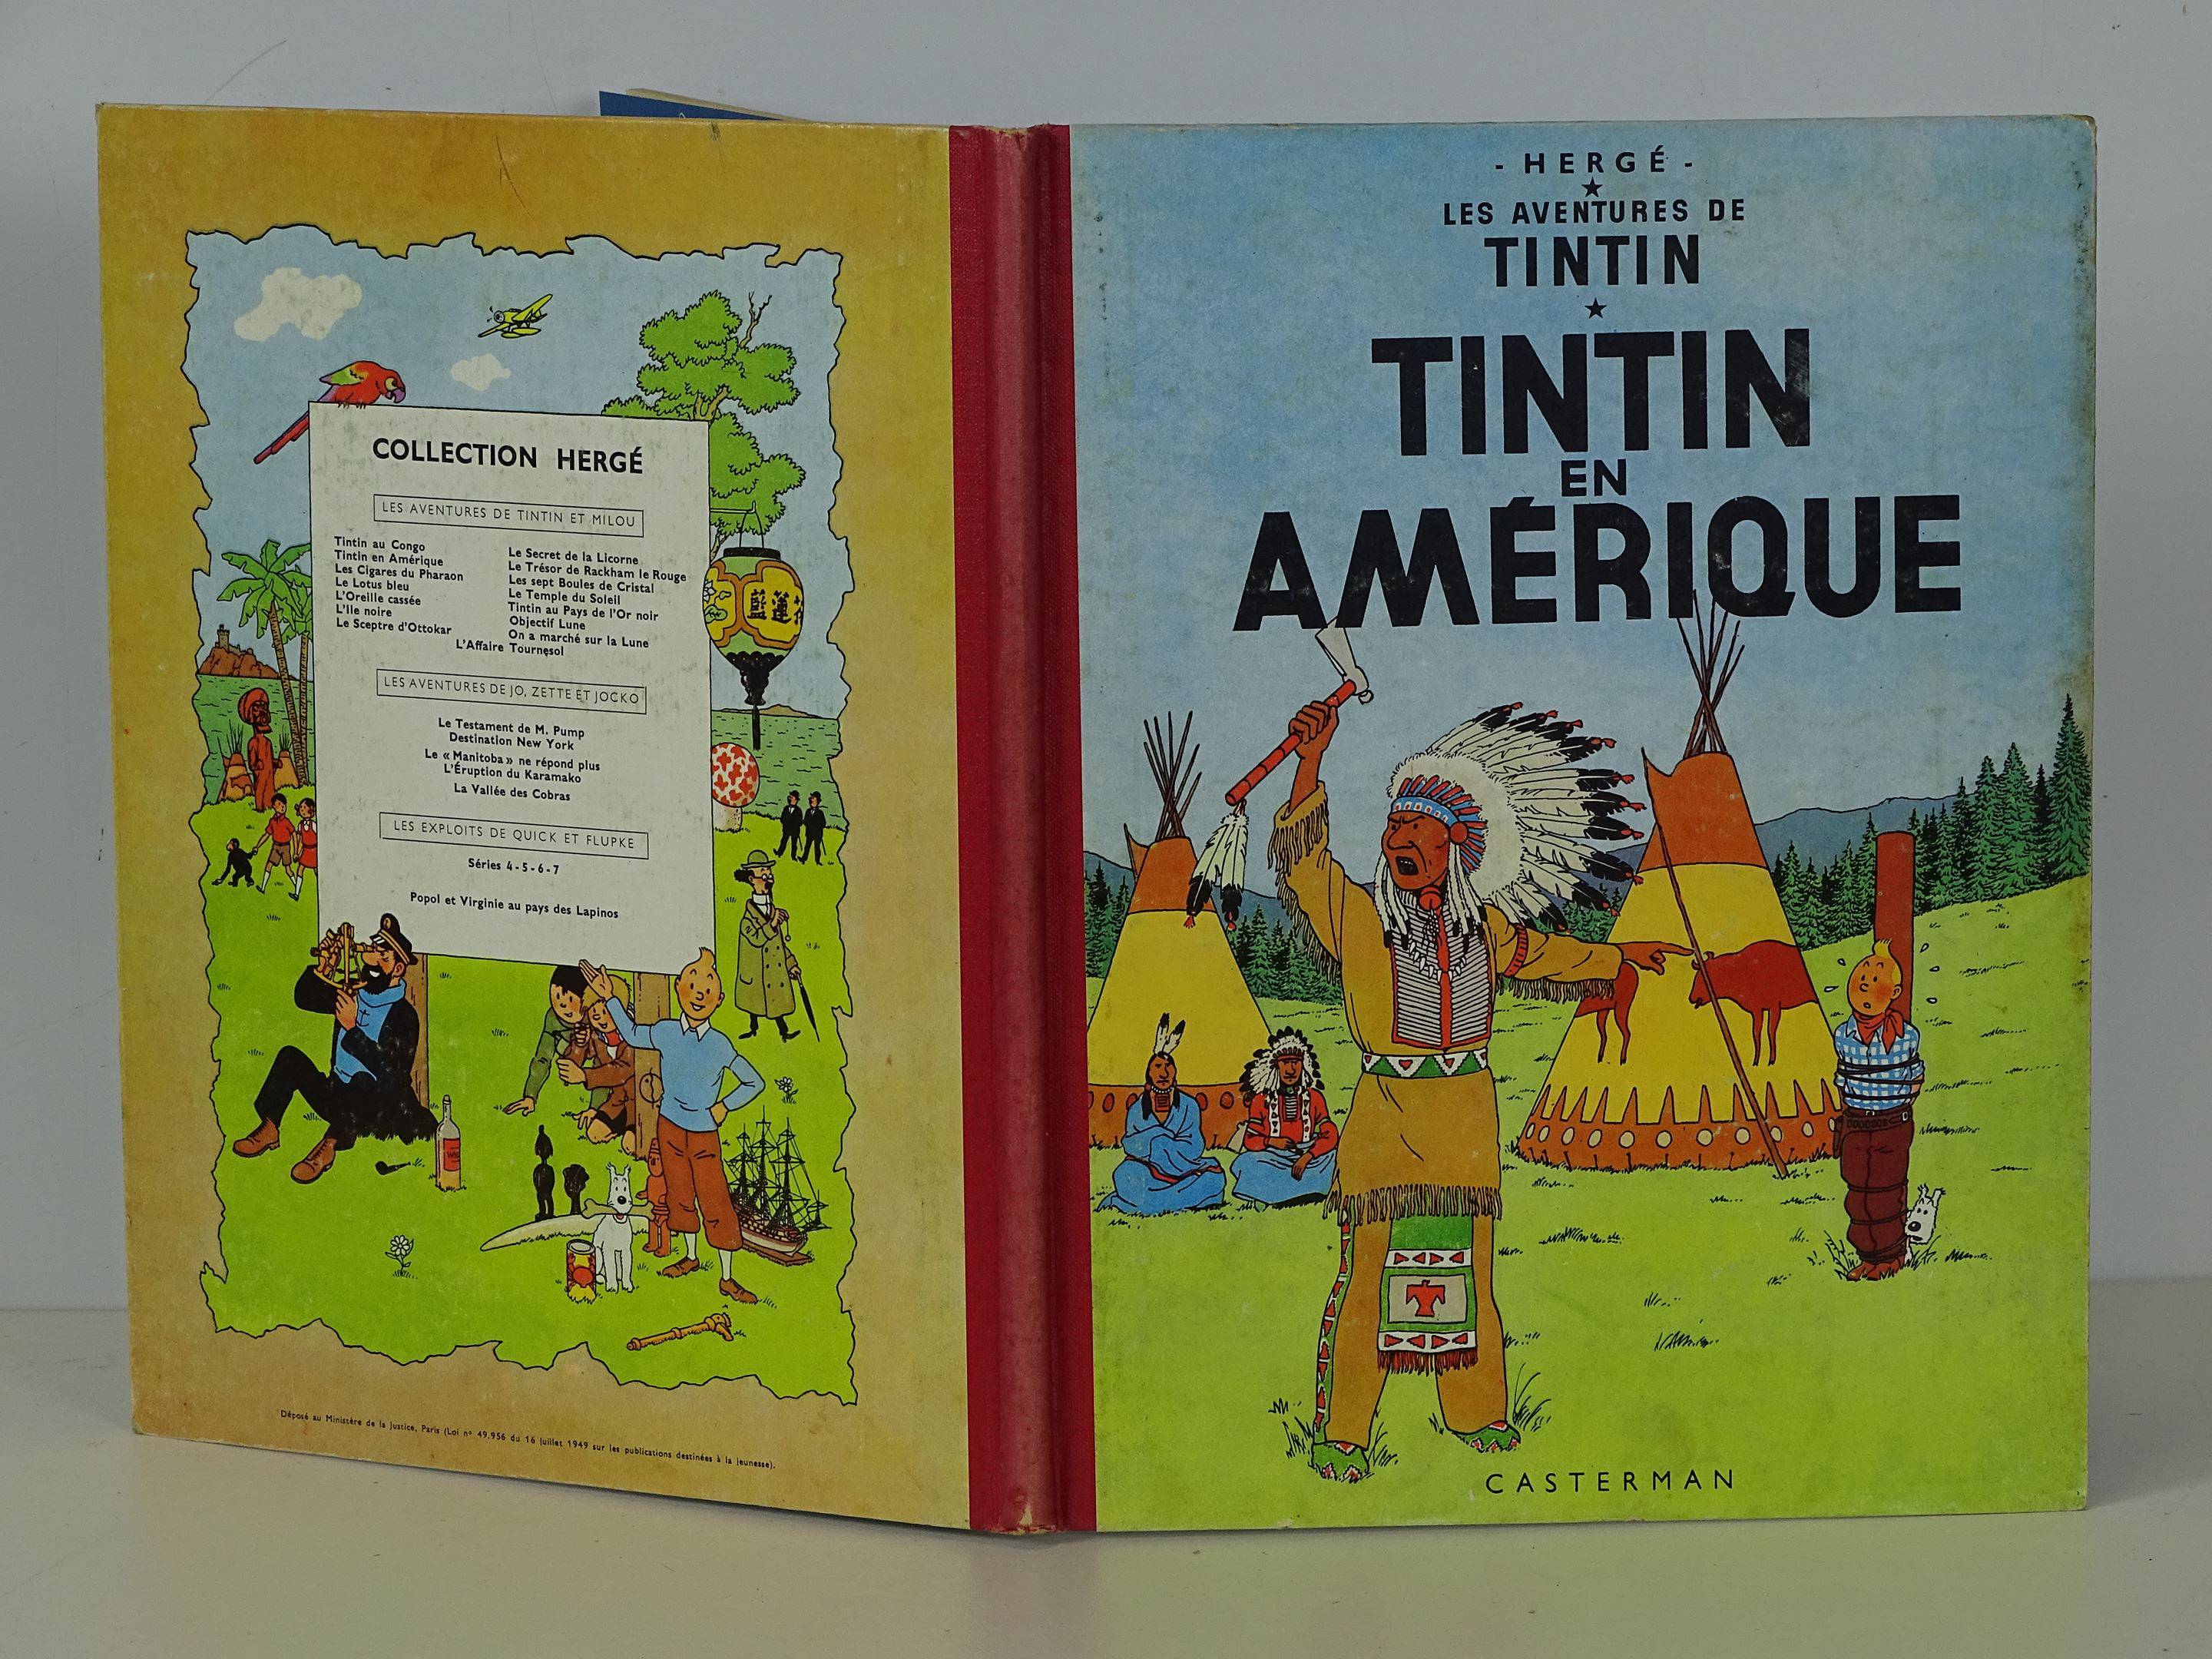 COLLECTION HERGÉ
LES AVENTURES DE TINTIN ET MILOU
Tintin au Congo
Tintin en Amérique
Les Cigares du Pharaon
Le Lotus bleu
L'Oreille cassée
L'Ile noire
Le Sceptre d'Ottokar
Le Secret de la Licorne
Le Trésor de Rackham le Rouge
Les sept Boules de Cristal
Le Temple du Soleil
Tintin au Pays de l'Or noir
Objectif Lune
On a marché sur la Lune
L'Affaire Tournesol
LES AVENTURES DE JO, ZETTE ET JOCKO
Le Testament de M. Pump
Destination New York
Le « Manitoba » ne répond plus
L'Éruption du Karamako
La Vallée des Cobras
LES EXPLOITS DE QUICK ET FLUPKE
Séries 4-5-6-7
Popol et Virginie au pays des Lapinos
藍蓮
Déposé au Ministère de la Justice, Paris (Loi nº 49.956 du 16 juillet 1949 sur les publications destinées à la jeunesse).
- HERGÉ -
LES AVENTURES DE
TINTIN
TINTIN
EN
AMÉRIQUE
CASTERMAN